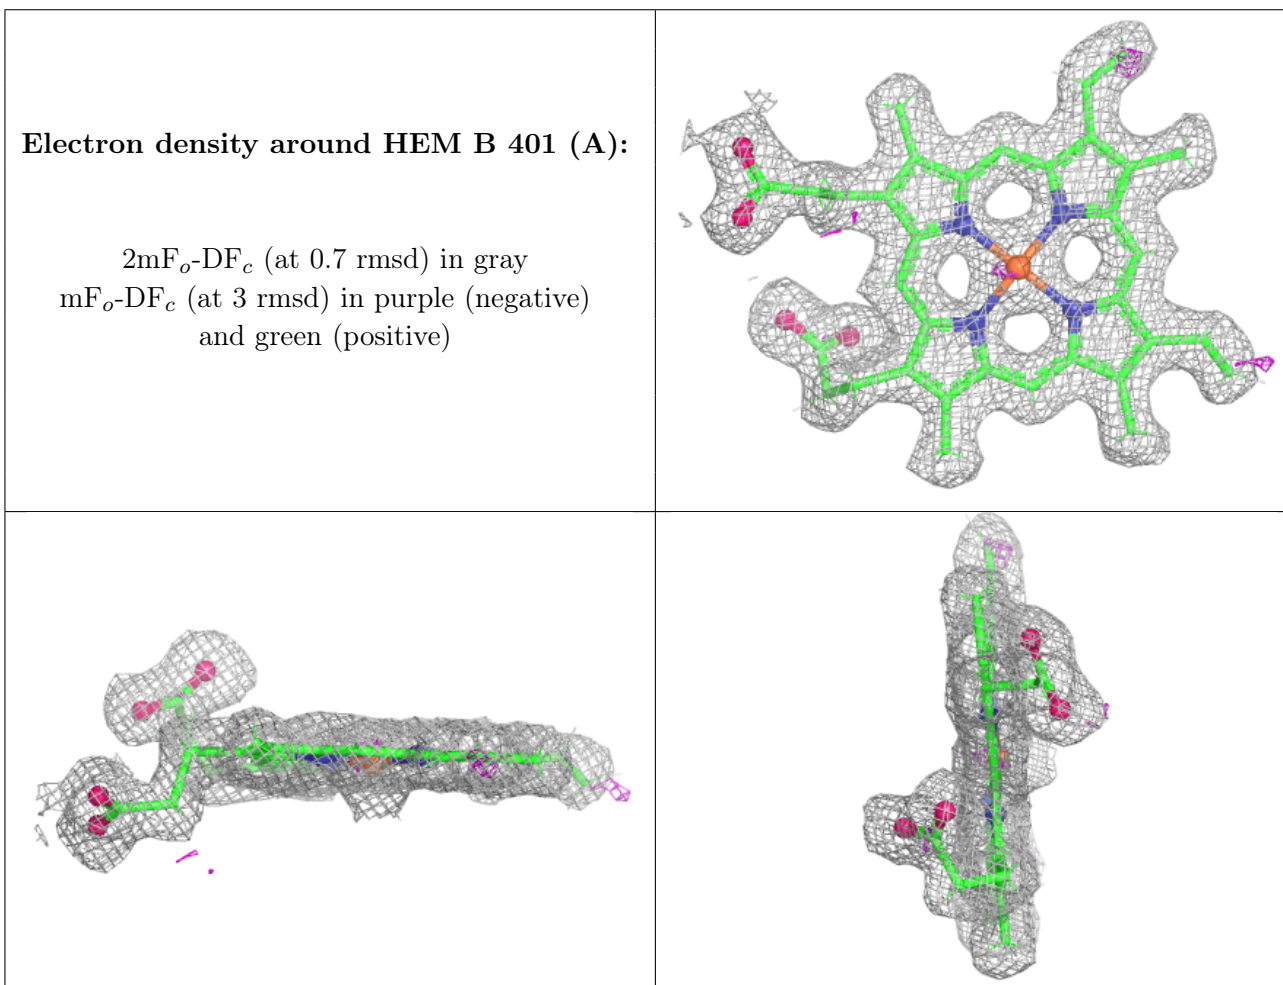 Electron density around HEM B 401 (A):
2mFₒ-DF𝒸 (at 0.7 rmsd) in gray
mFₒ-DF𝒸 (at 3 rmsd) in purple (negative)
and green (positive)